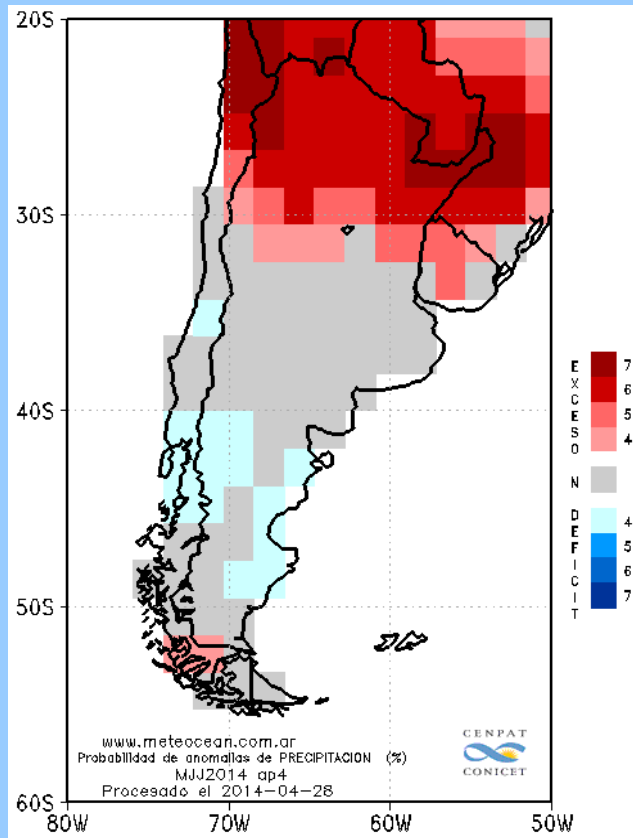 20S
30S
40S
50S
60S
80W
70W
60W
50W
EXCESO
7
6
5
4
N
DEFICIT
4
5
6
7
www.meteocean.com.ar
Probabilidad de anomalias de PRECIPITACION (%)
MJJ2014 ap4
Procesado el 2014-04-28
CENPAT
CONICET